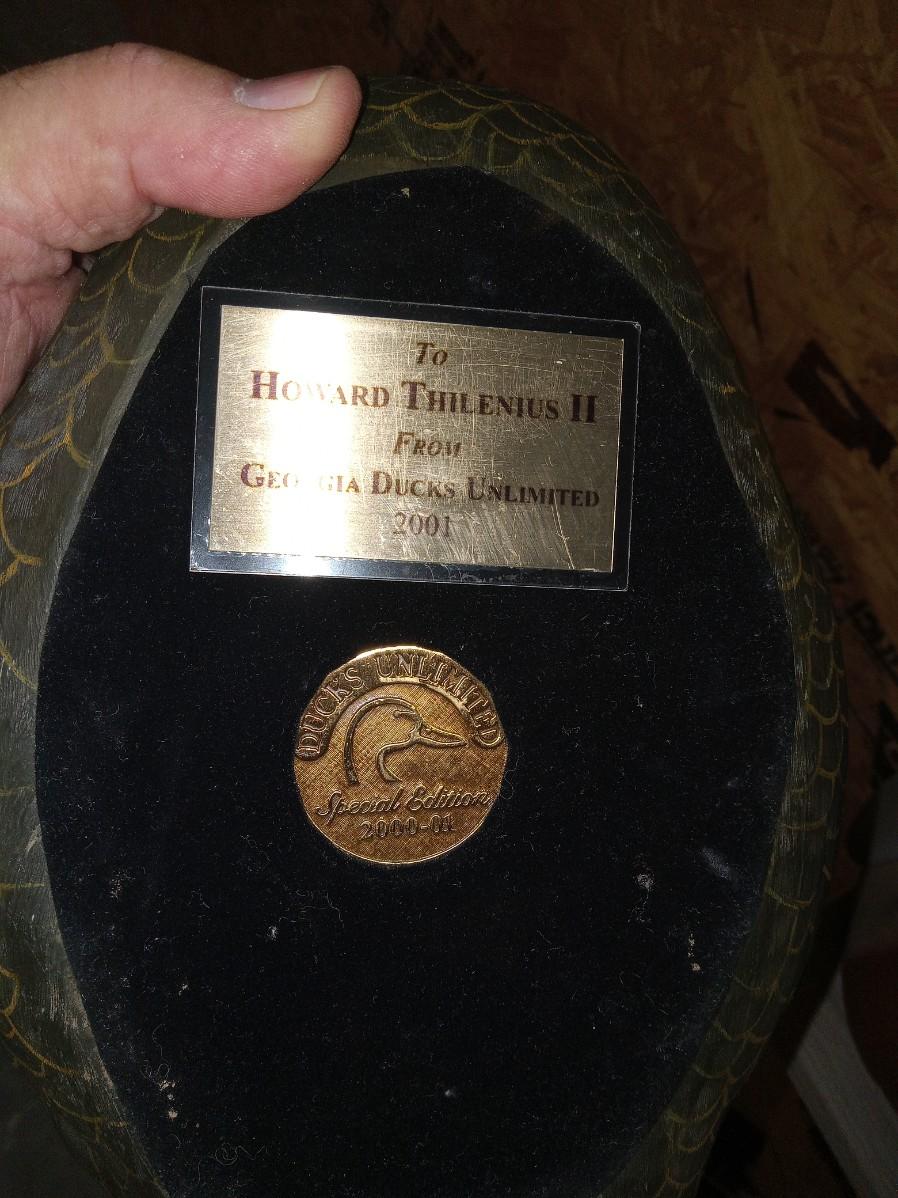 To
HOWARD THILENIUS II
FROM
GEORGIA DUCKS UNLIMITED
2001
DUCKS UNLIMITED
Special Edition
2000-01